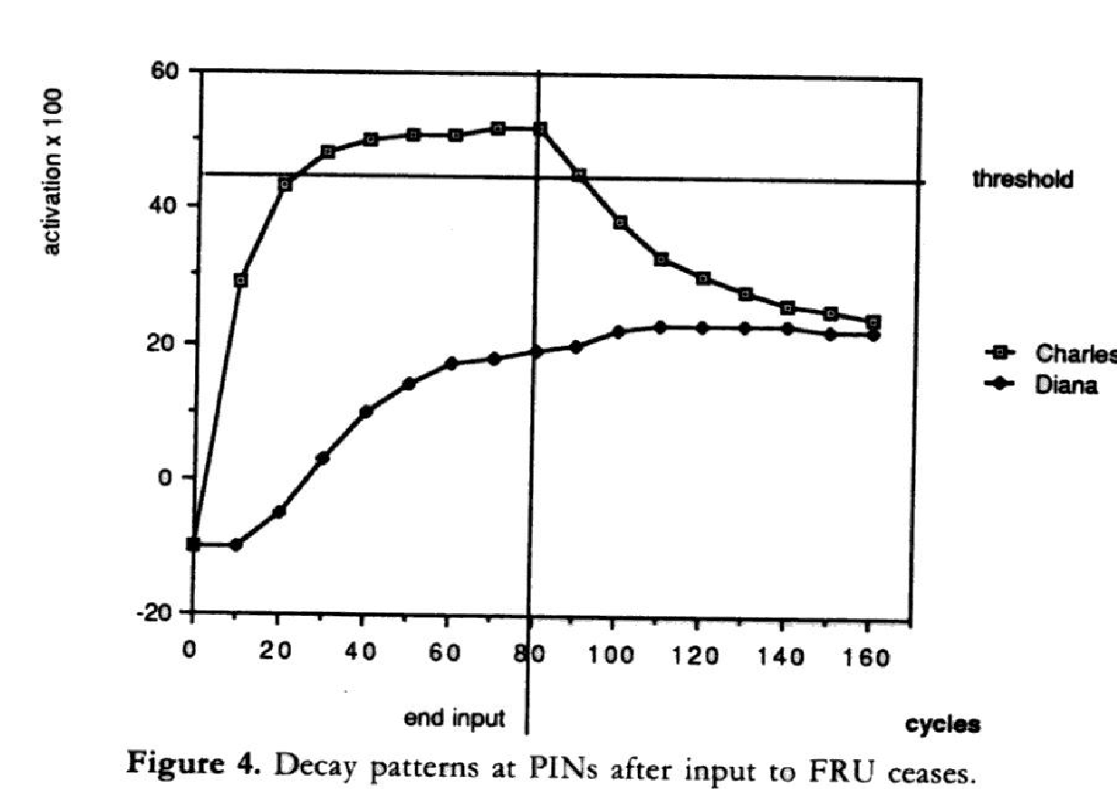 60
activation x 100
threshold
40
20
Charles
Diana
0
-20
0 20 40 60 80 100 120 140 160
end input
cycles
Figure 4. Decay patterns at PINs after input to FRU ceases.